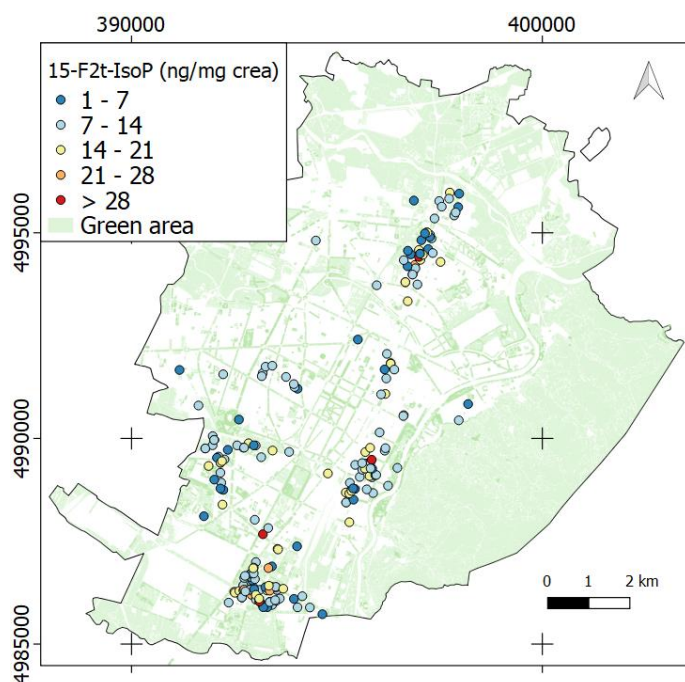 390000
400000
15-F2t-IsoP (ng/mg crea)
1 - 7
7 - 14
14 - 21
21 - 28
> 28
Green area
4995000
4990000
4985000
0 1 2 km